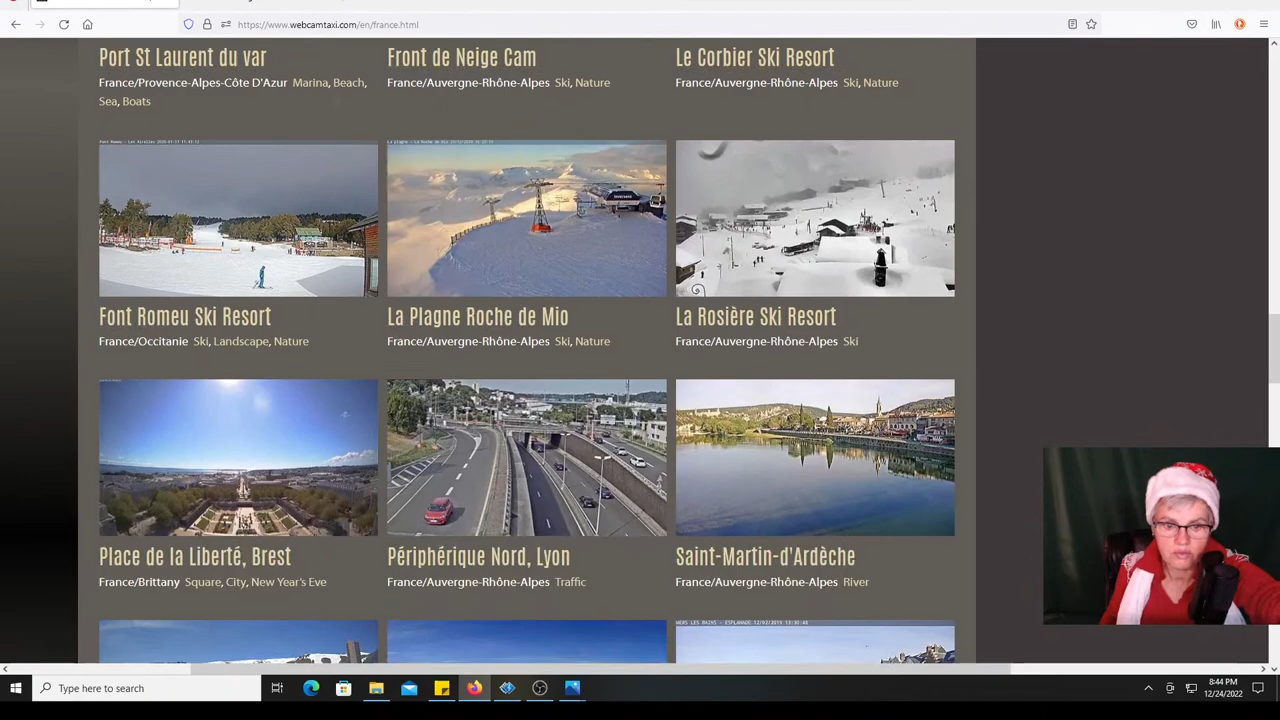 https://www.webcamtaxi.com/en/france.html
Port St Laurent du var
Front de Neige Cam
Le Corbier Ski Resort
France/Provence-Alpes-Côte D'Azur Marina, Beach,
Sea, Boats
France/Auvergne-Rhône-Alpes Ski, Nature
France/Auvergne-Rhône-Alpes Ski, Nature
Font Romeu Ski Resort
La Plagne Roche de Mio
La Rosière Ski Resort
France/Occitanie Ski, Landscape, Nature
France/Auvergne-Rhône-Alpes Ski, Nature
France/Auvergne-Rhône-Alpes Ski
Place de la Liberté, Brest
Périphérique Nord, Lyon
Saint-Martin-d'Ardèche
France/Brittany Square, City, New Year's Eve
France/Auvergne-Rhône-Alpes Traffic
France/Auvergne-Rhône-Alpes River
Type here to search
8:44 PM
12/24/2022